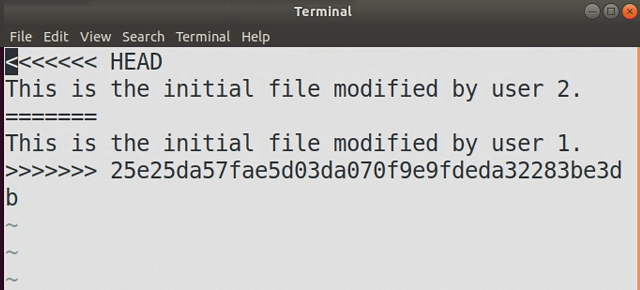 Terminal
File Edit View Search Terminal Help
<<<<<<< HEAD
This is the initial file modified by user 2.
=======
This is the initial file modified by user 1.
>>>>>>> 25e25da57fae5d03da070f9e9fdeda32283be3d
b
~
~
~